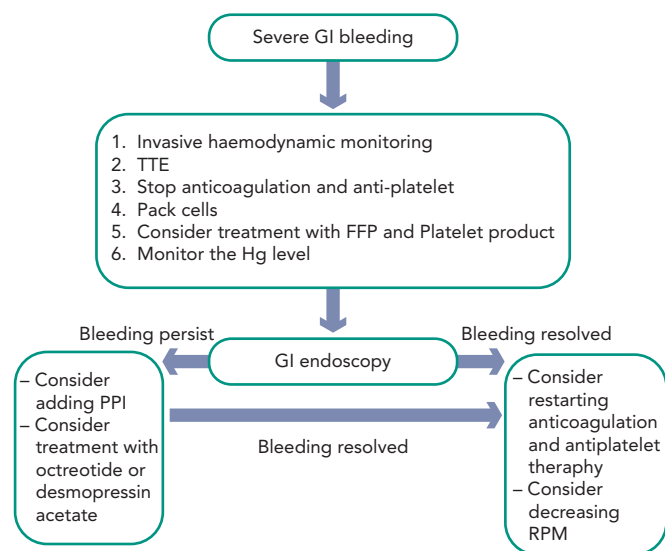 Severe GI bleeding
1. Invasive haemodynamic monitoring
2. TTE
3. Stop anticoagulation and anti-platelet
4. Pack cells
5. Consider treatment with FFP and Platelet product
6. Monitor the Hg level
Bleeding persist
GI endoscopy
Bleeding resolved
– Consider
adding PPI
– Consider
treatment with
octreotide or
desmopressin
acetate
Bleeding resolved
– Consider
restarting
anticoagulation
and antiplatelet
theraphy
– Consider
decreasing
RPM